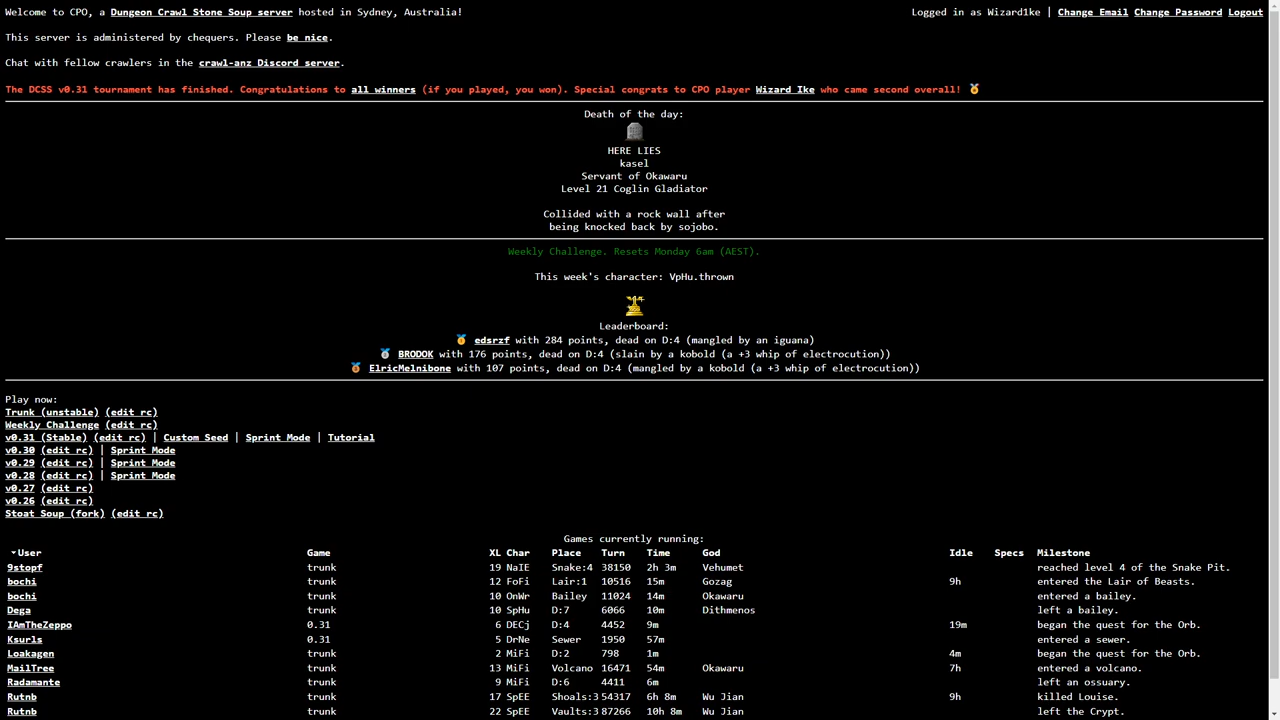 Welcome to CPO, a Dungeon Crawl Stone Soup server hosted in Sydney, Australia!
Logged in as Wizard1ke | Change Email Change Password Logout
This server is administered by chequers. Please be nice.
Chat with fellow crawlers in the crawl-anz Discord server.
The DCSS v0.31 tournament has finished. Congratulations to all winners (if you played, you won). Special congrats to CPO player Wizard Ike who came second overall! 🏅
Death of the day:
HERE LIES
kasel
Servant of Okawaru
Level 21 Coglin Gladiator
Collided with a rock wall after
being knocked back by sojobo.
Weekly Challenge. Resets Monday 6am (AEST).
This week's character: VpHu.thrown
Leaderboard:
🥇 edsrzf with 284 points, dead on D:4 (mangled by an iguana)
🥈 BRODOK with 176 points, dead on D:4 (slain by a kobold (a +3 whip of electrocution))
🥉 ElricMelnibone with 107 points, dead on D:4 (mangled by a kobold (a +3 whip of electrocution))
Play now:
Trunk (unstable) (edit rc)
Weekly Challenge (edit rc)
v0.31 (Stable) (edit rc) | Custom Seed | Sprint Mode | Tutorial
v0.30 (edit rc) | Sprint Mode
v0.29 (edit rc) | Sprint Mode
v0.28 (edit rc) | Sprint Mode
v0.27 (edit rc)
v0.26 (edit rc)
Stoat Soup (fork) (edit rc)
Games currently running:
User Game XL Char Place Turn Time God Idle Specs Milestone
9stopf trunk 19 NaIE Snake:4 38150 2h 3m Vehumet reached level 4 of the Snake Pit.
bochi trunk 12 FoFi Lair:1 10516 15m Gozag 9h entered the Lair of Beasts.
bochi trunk 10 OnWr Bailey 11024 14m Okawaru entered a bailey.
Dega trunk 10 SpHu D:7 6066 10m Dithmenos left a bailey.
IAmTheZeppo 0.31 6 DECj D:4 4452 9m 19m began the quest for the Orb.
Ksurls 0.31 5 DrNe Sewer 1950 57m entered a sewer.
Loakagen trunk 2 MiFi D:2 798 1m 4m began the quest for the Orb.
MailTree trunk 13 MiFi Volcano 16471 54m Okawaru 7h entered a volcano.
Radamante trunk 9 MiFi D:6 4411 6m left an ossuary.
Rutnb trunk 17 SpEE Shoals:3 54317 6h 8m Wu Jian 9h killed Louise.
Rutnb trunk 22 SpEE Vaults:3 87266 10h 8m Wu Jian left the Crypt.